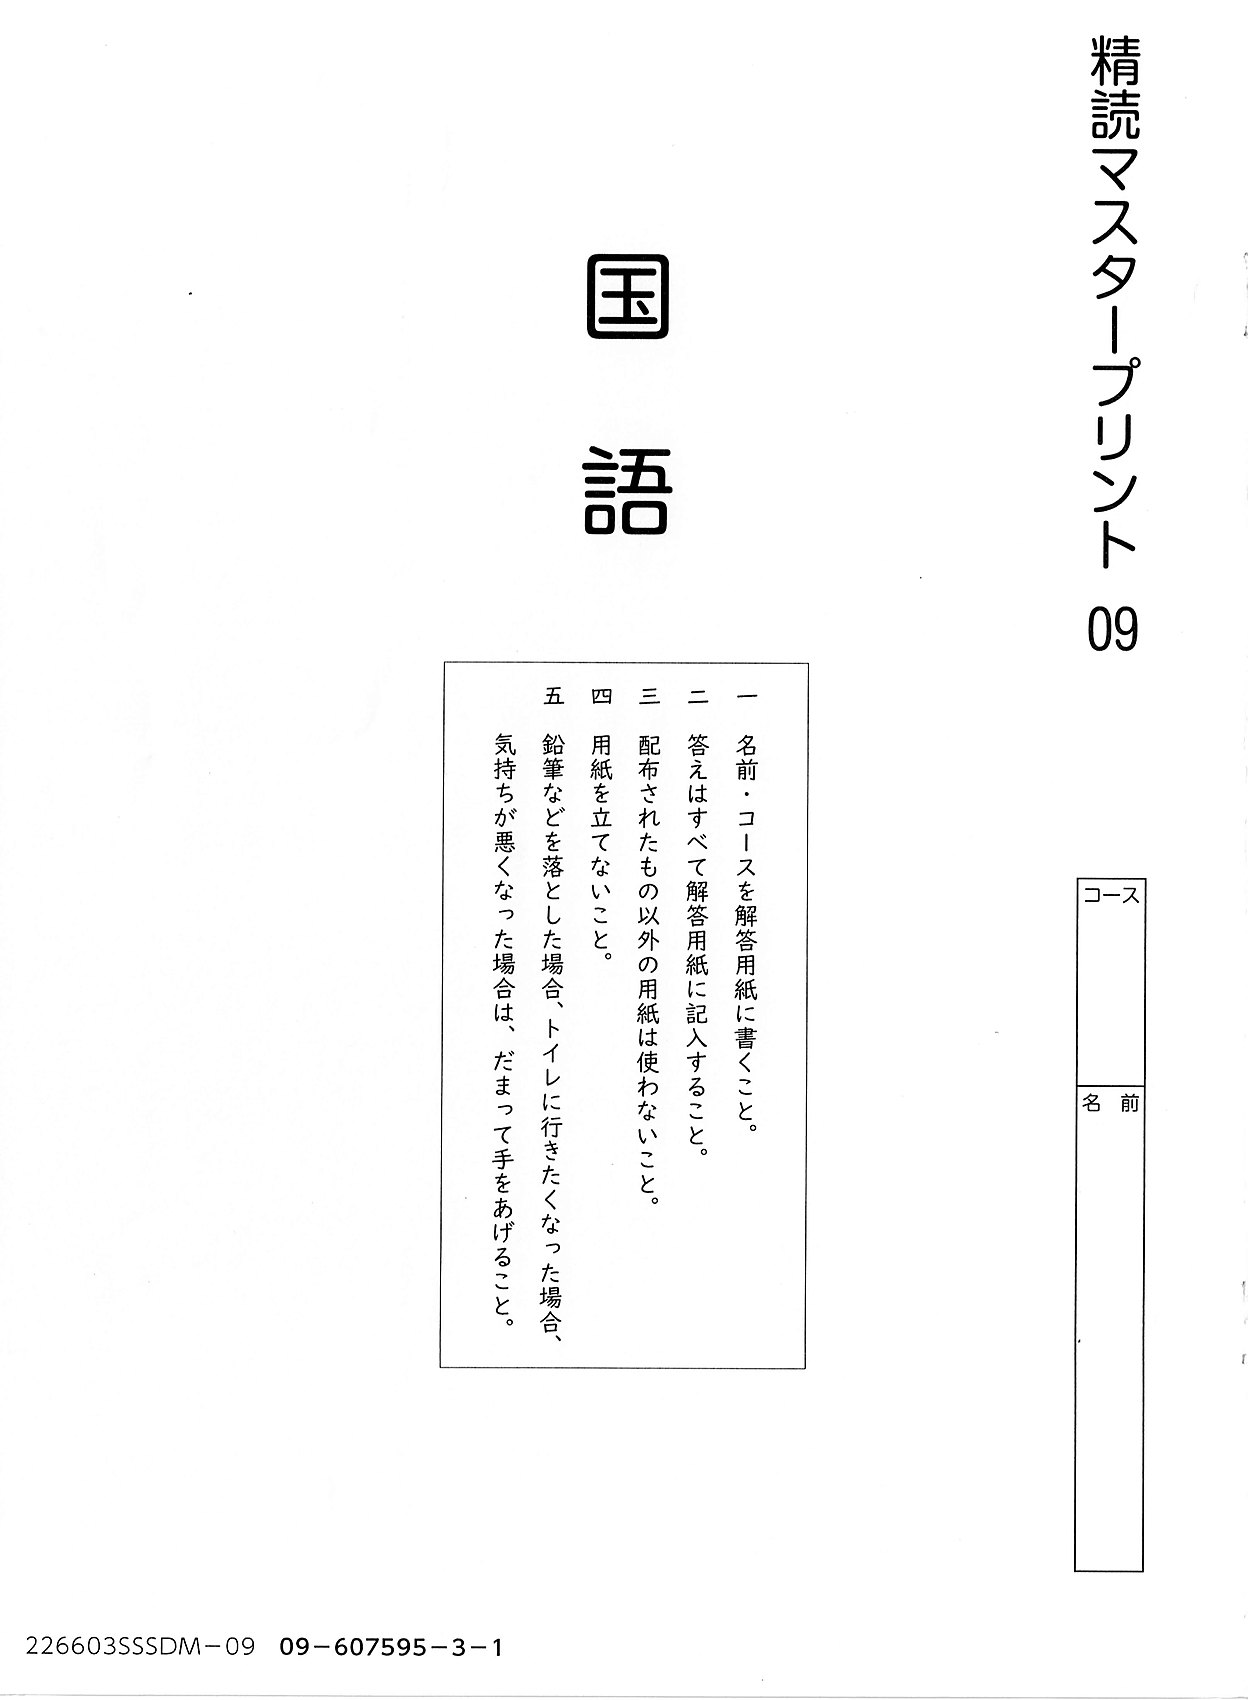 精読マスタープリント 09
コース
名 前
国 語
一 名前・コースを解答用紙に書くこと。
二 答えはすべて解答用紙に記入すること。
三 配布されたもの以外の用紙は使わないこと。
四 用紙を立てないこと。
五 鉛筆などを落とした場合、トイレに行きたくなった場合、
気持ちが悪くなった場合は、だまって手をあげること。
226603SSSDM－09 09－607595－3－1